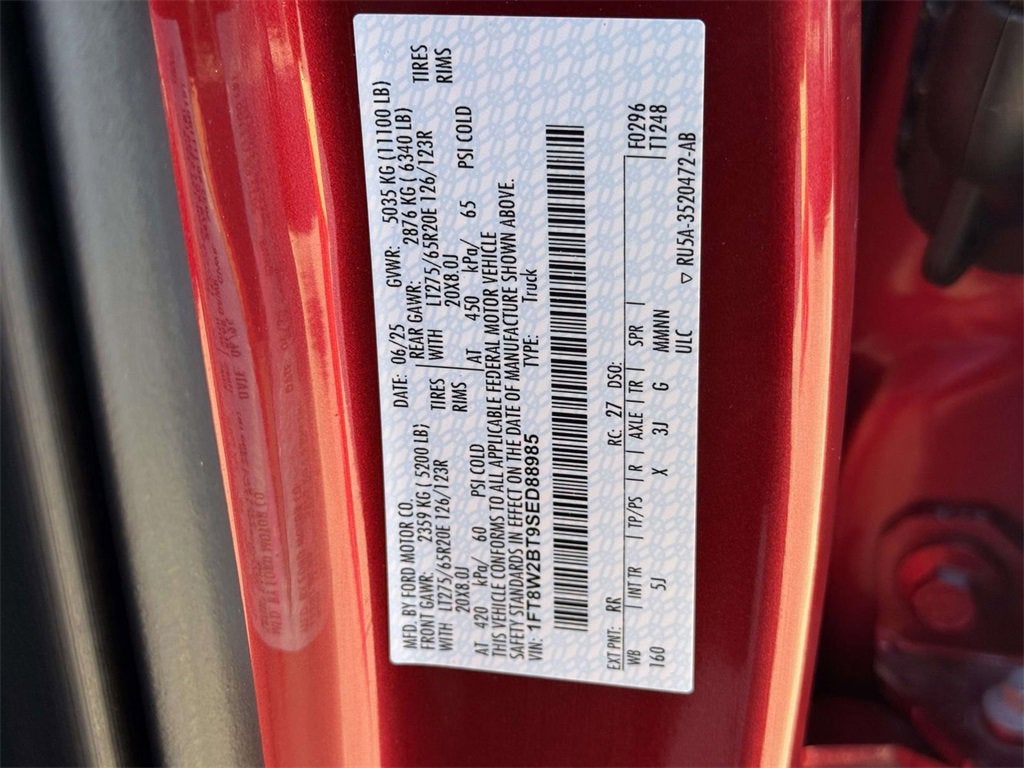 MFD. BY FORD MOTOR CO.
DATE: 06/25 GVWR: 5035 KG (11100 LB)
FRONT GAWR: 2359 KG ( 5200 LB) REAR GAWR: 2876 KG ( 6340 LB)
WITH LT275/65R20E 126/123R TIRES WITH LT275/65R20E 126/123R TIRES
20X8.0J RIMS 20X8.0J RIMS
AT 420 kPa/ 60 PSI COLD AT 450 kPa/ 65 PSI COLD
THIS VEHICLE CONFORMS TO ALL APPLICABLE FEDERAL MOTOR VEHICLE
SAFETY STANDARDS IN EFFECT ON THE DATE OF MANUFACTURE SHOWN ABOVE.
VIN: 1FT8W2BT9SED88985 TYPE: Truck
EXT PNT: RR RC: 27 DSO: F0296
WB INT TR TP/PS R AXLE TR SPR T1248
160 5J X 3J G MMMNN
ULC ▽ RU5A-3520472-AB